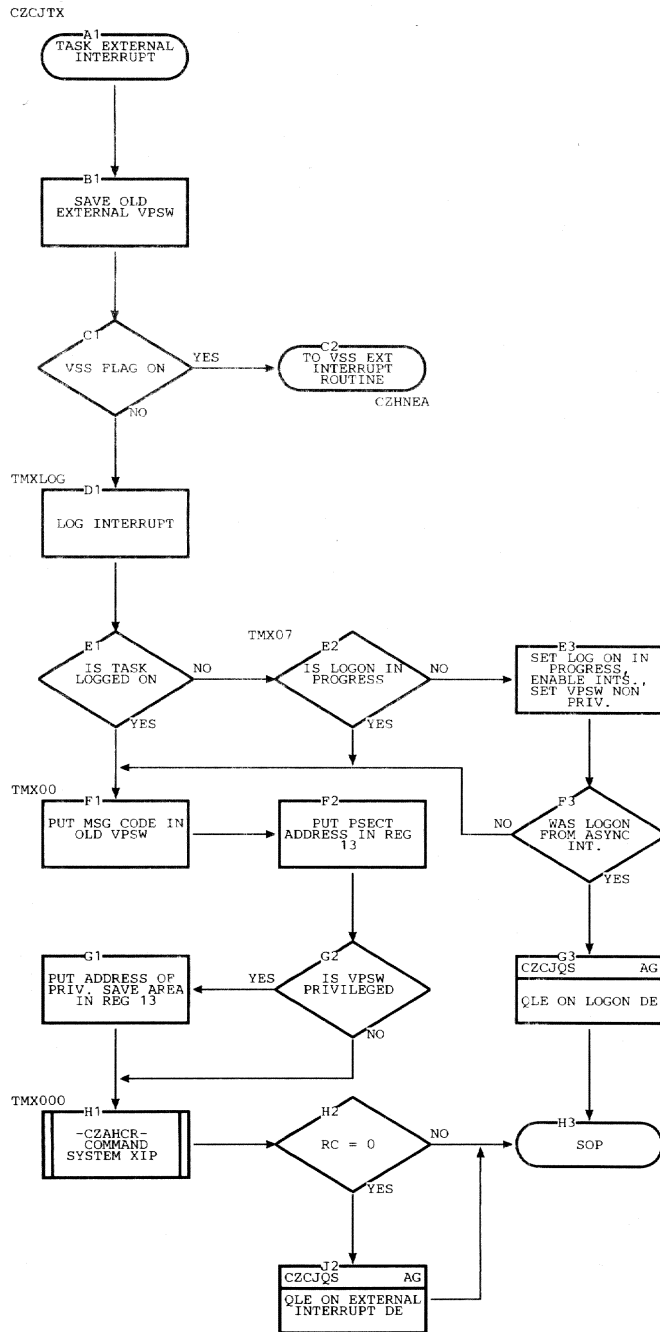 CZCJTX
A1
TASK EXTERNAL
INTERRUPT
B1
SAVE OLD
EXTERNAL VPSW
C1
VSS FLAG ON
YES
NO
C2
TO VSS EXT
INTERRUPT
ROUTINE
CZHNEA
TMXLOG
D1
LOG INTERRUPT
E1
IS TASK
LOGGED ON
NO
YES
TMX07
E2
IS LOGON IN
PROGRESS
NO
YES
E3
SET LOG ON IN
PROGRESS,
ENABLE INTS.,
SET VPSW NON
PRIV.
TMX00
F1
PUT MSG CODE IN
OLD VPSW
F2
PUT PSECT
ADDRESS IN REG
13
F3
WAS LOGON
FROM ASYNC
INT.
NO
YES
G1
PUT ADDRESS OF
PRIV. SAVE AREA
IN REG 13
YES
G2
IS VPSW
PRIVILEGED
NO
G3
CZCJQS AG
QLE ON LOGON DE
TMX000
H1
-CZAHCR-
COMMAND
SYSTEM XIP
H2
RC = 0
NO
YES
H3
SOP
J2
CZCJQS AG
QLE ON EXTERNAL
INTERRUPT DE